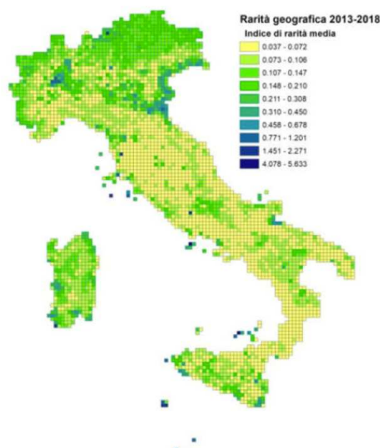 Rarità geografica 2013-2018
Indice di rarità media
0.037 - 0.072
0.073 - 0.106
0.107 - 0.147
0.148 - 0.210
0.211 - 0.308
0.310 - 0.450
0.458 - 0.678
0.771 - 1.201
1.451 - 2.271
4.078 - 5.633